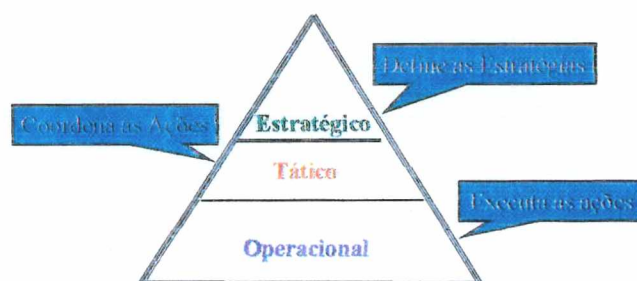 Define as Estratégias
Coordena as Ações
Estratégico
Tático
Executa as ações
Operacional